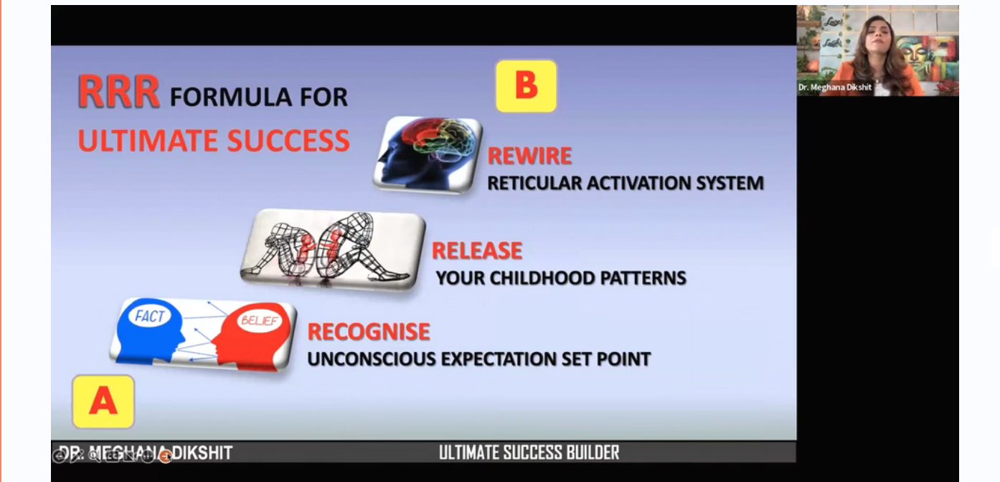 RRR FORMULA FOR
ULTIMATE SUCCESS
B
REWIRE
RETICULAR ACTIVATION SYSTEM
RELEASE
YOUR CHILDHOOD PATTERNS
FACT
BELIEF
RECOGNISE
UNCONSCIOUS EXPECTATION SET POINT
A
DR. MEGHANA DIKSHIT
ULTIMATE SUCCESS BUILDER
Dr. Meghana Dikshit